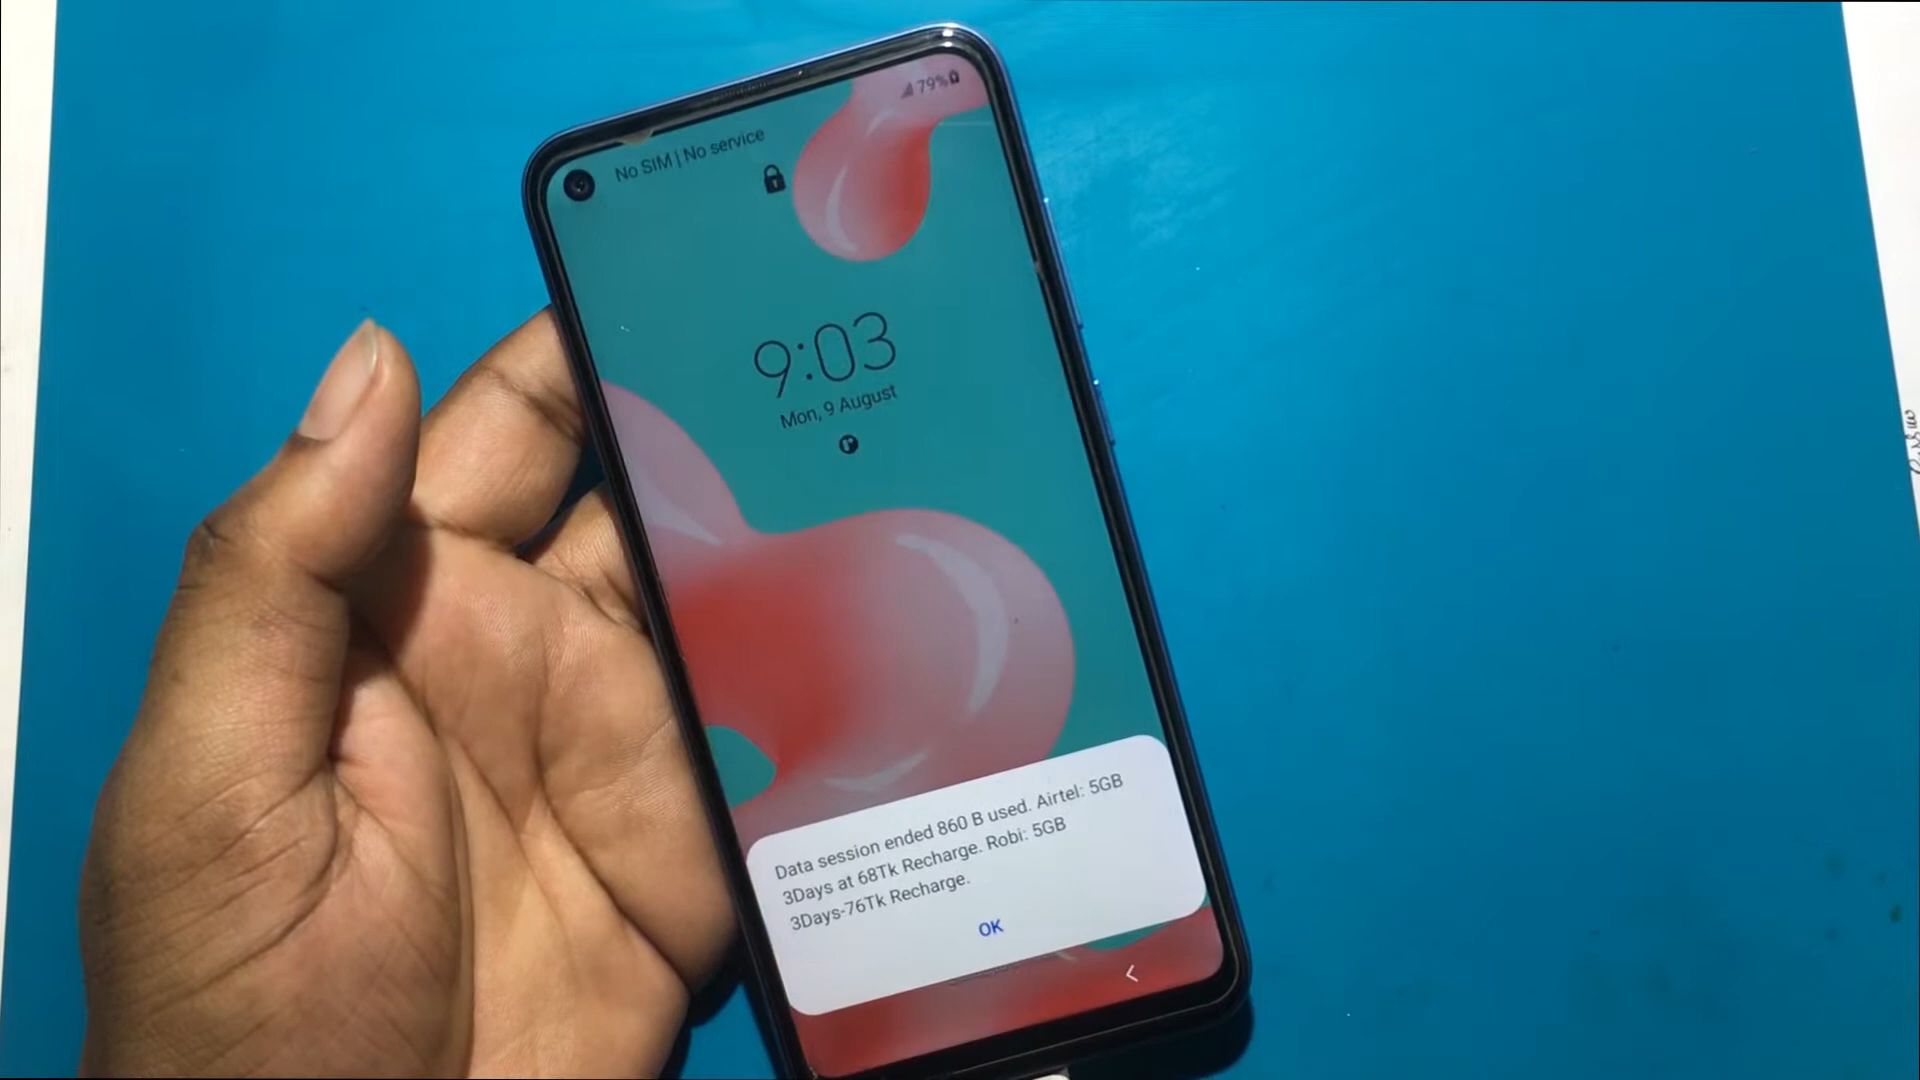 79%
No SIM | No service
9:03
Mon, 9 August
Data session ended 860 B used. Airtel: 5GB
3Days at 68Tk Recharge. Robi: 5GB
3Days-76Tk Recharge.
OK